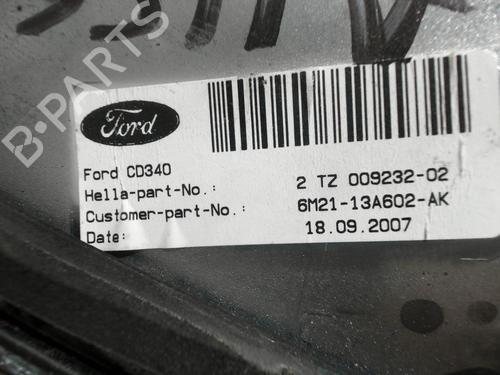 B-PARTS
Ford
Ford CD340
Hella-part-No.: 2 TZ 009232-02
Customer-part-No.: 6M21-13A602-AK
Date: 18.09.2007